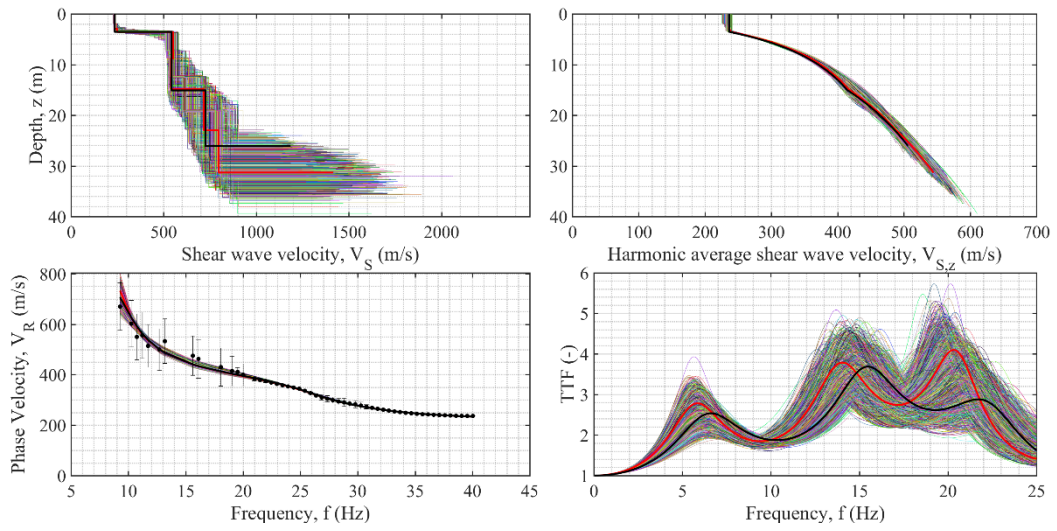 0
10
20
30
40
Depth, z (m)
0 500 1000 1500 2000
Shear wave velocity, V_S (m/s)
0
10
20
30
40
0 100 200 300 400 500 600 700
Harmonic average shear wave velocity, V_S,z (m/s)
800
600
400
200
0
Phase Velocity, V_R (m/s)
5 10 15 20 25 30 35 40 45
Frequency, f (Hz)
6
5
4
3
2
1
TTF (-)
0 5 10 15 20 25
Frequency, f (Hz)